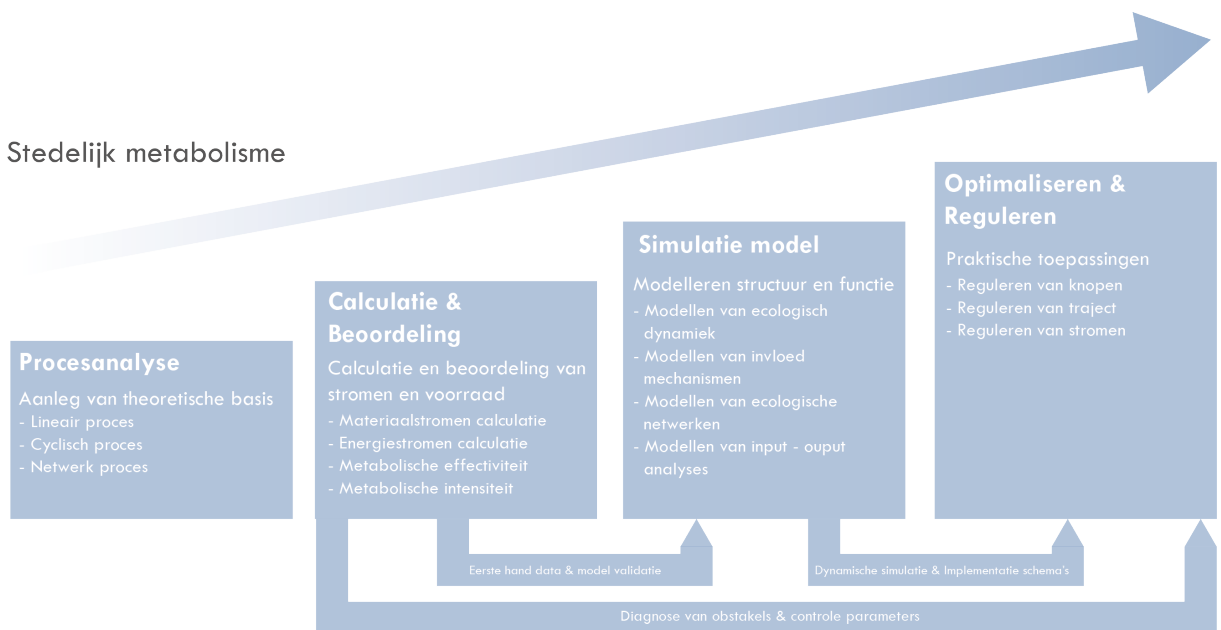 Stedelijk metabolisme
Procesanalyse
Aanleg van theoretische basis
- Lineair proces
- Cyclisch proces
- Netwerk proces
Calculatie &
Beoordeling
Calculatie en beoordeling van
stromen en voorraad
- Materiaalstromen calculatie
- Energiestromen calculatie
- Metabolische effectiviteit
- Metabolische intensiteit
Simulatie model
Modelleren structuur en functie
- Modellen van ecologisch
dynamiek
- Modellen van invloed
mechanismen
- Modellen van ecologische
netwerken
- Modellen van input - ouput
analyses
Optimaliseren &
Reguleren
Praktische toepassingen
- Reguleren van knopen
- Reguleren van traject
- Reguleren van stromen
Eerste hand data & model validatie
Dynamische simulatie & Implementatie schema's
Diagnose van obstakels & controle parameters